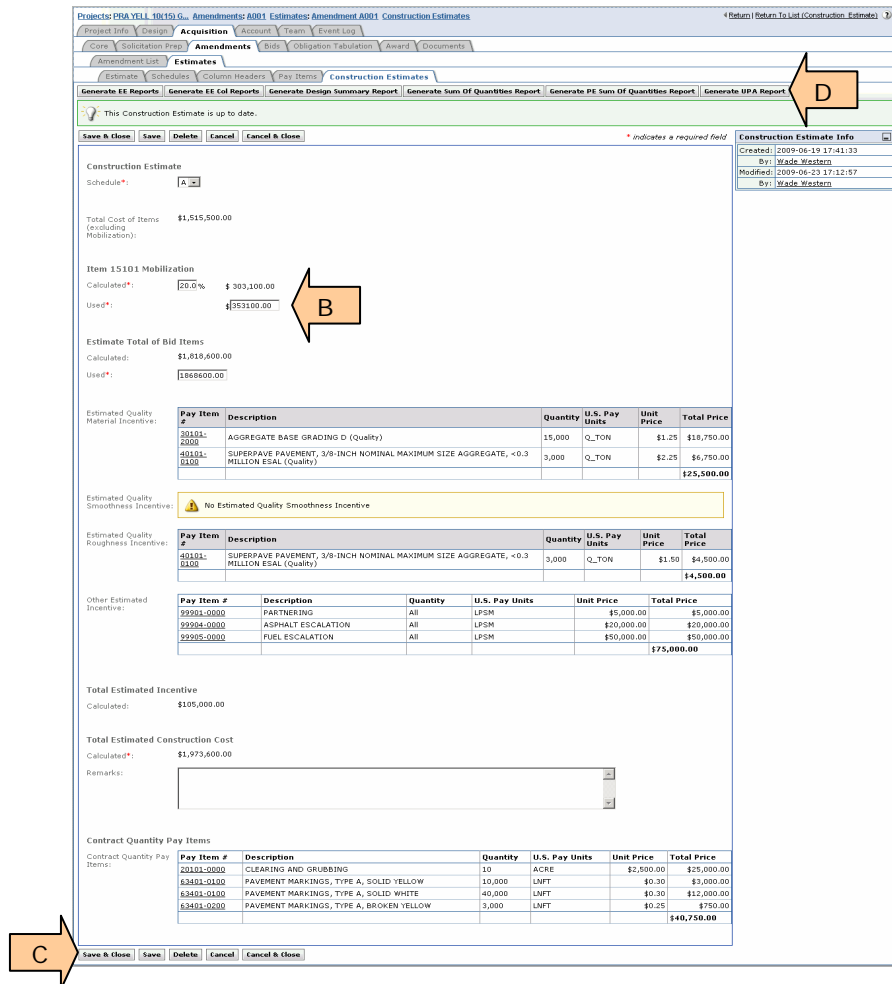 Projects: PRA YELL 10(15) G... Amendments: A001 Estimates: Amendment A001 Construction Estimates
Return | Return To List (Construction_Estimate) ?
Project Info Design Acquisition Account Team Event Log
Core Solicitation Prep Amendments Bids Obligation Tabulation Award Documents
Amendment List Estimates
Estimate Schedules Column Headers Pay Items Construction Estimates
Generate EE Reports Generate EE Col Reports Generate Design Summary Report Generate Sum Of Quantities Report Generate PE Sum Of Quantities Report Generate UPA Report
D
This Construction Estimate is up to date.
Save & Close Save Delete Cancel Cancel & Close
* indicates a required field
Construction Estimate Info
Created: 2009-06-19 17:41:33
By: Wade Western
Modified: 2009-06-23 17:12:57
By: Wade Western
Construction Estimate
Schedule*: A
Total Cost of Items (excluding Mobilization): $1,515,500.00
Item 15101 Mobilization
Calculated*: 20.0 % $ 303,100.00
Used*: $ 353100.00
B
Estimate Total of Bid Items
Calculated: $1,818,600.00
Used*: 1868600.00
Estimated Quality Material Incentive:
Pay Item # Description Quantity U.S. Pay Units Unit Price Total Price
30101-2000 AGGREGATE BASE GRADING D (Quality) 15,000 Q_TON $1.25 $18,750.00
40101-0100 SUPERPAVE PAVEMENT, 3/8-INCH NOMINAL MAXIMUM SIZE AGGREGATE, <0.3 MILLION ESAL (Quality) 3,000 Q_TON $2.25 $6,750.00
$25,500.00
Estimated Quality Smoothness Incentive: No Estimated Quality Smoothness Incentive
Estimated Quality Roughness Incentive:
Pay Item # Description Quantity U.S. Pay Units Unit Price Total Price
40101-0100 SUPERPAVE PAVEMENT, 3/8-INCH NOMINAL MAXIMUM SIZE AGGREGATE, <0.3 MILLION ESAL (Quality) 3,000 Q_TON $1.50 $4,500.00
$4,500.00
Other Estimated Incentive:
Pay Item # Description Quantity U.S. Pay Units Unit Price Total Price
99901-0000 PARTNERING All LPSM $5,000.00 $5,000.00
99904-0000 ASPHALT ESCALATION All LPSM $20,000.00 $20,000.00
99905-0000 FUEL ESCALATION All LPSM $50,000.00 $50,000.00
$75,000.00
Total Estimated Incentive
Calculated: $105,000.00
Total Estimated Construction Cost
Calculated*: $1,973,600.00
Remarks:
Contract Quantity Pay Items
Contract Quantity Pay Items:
Pay Item # Description Quantity U.S. Pay Units Unit Price Total Price
20101-0000 CLEARING AND GRUBBING 10 ACRE $2,500.00 $25,000.00
63401-0100 PAVEMENT MARKINGS, TYPE A, SOLID YELLOW 10,000 LNFT $0.30 $3,000.00
63401-0100 PAVEMENT MARKINGS, TYPE A, SOLID WHITE 40,000 LNFT $0.30 $12,000.00
63401-0200 PAVEMENT MARKINGS, TYPE A, BROKEN YELLOW 3,000 LNFT $0.25 $750.00
$40,750.00
C
Save & Close Save Delete Cancel Cancel & Close